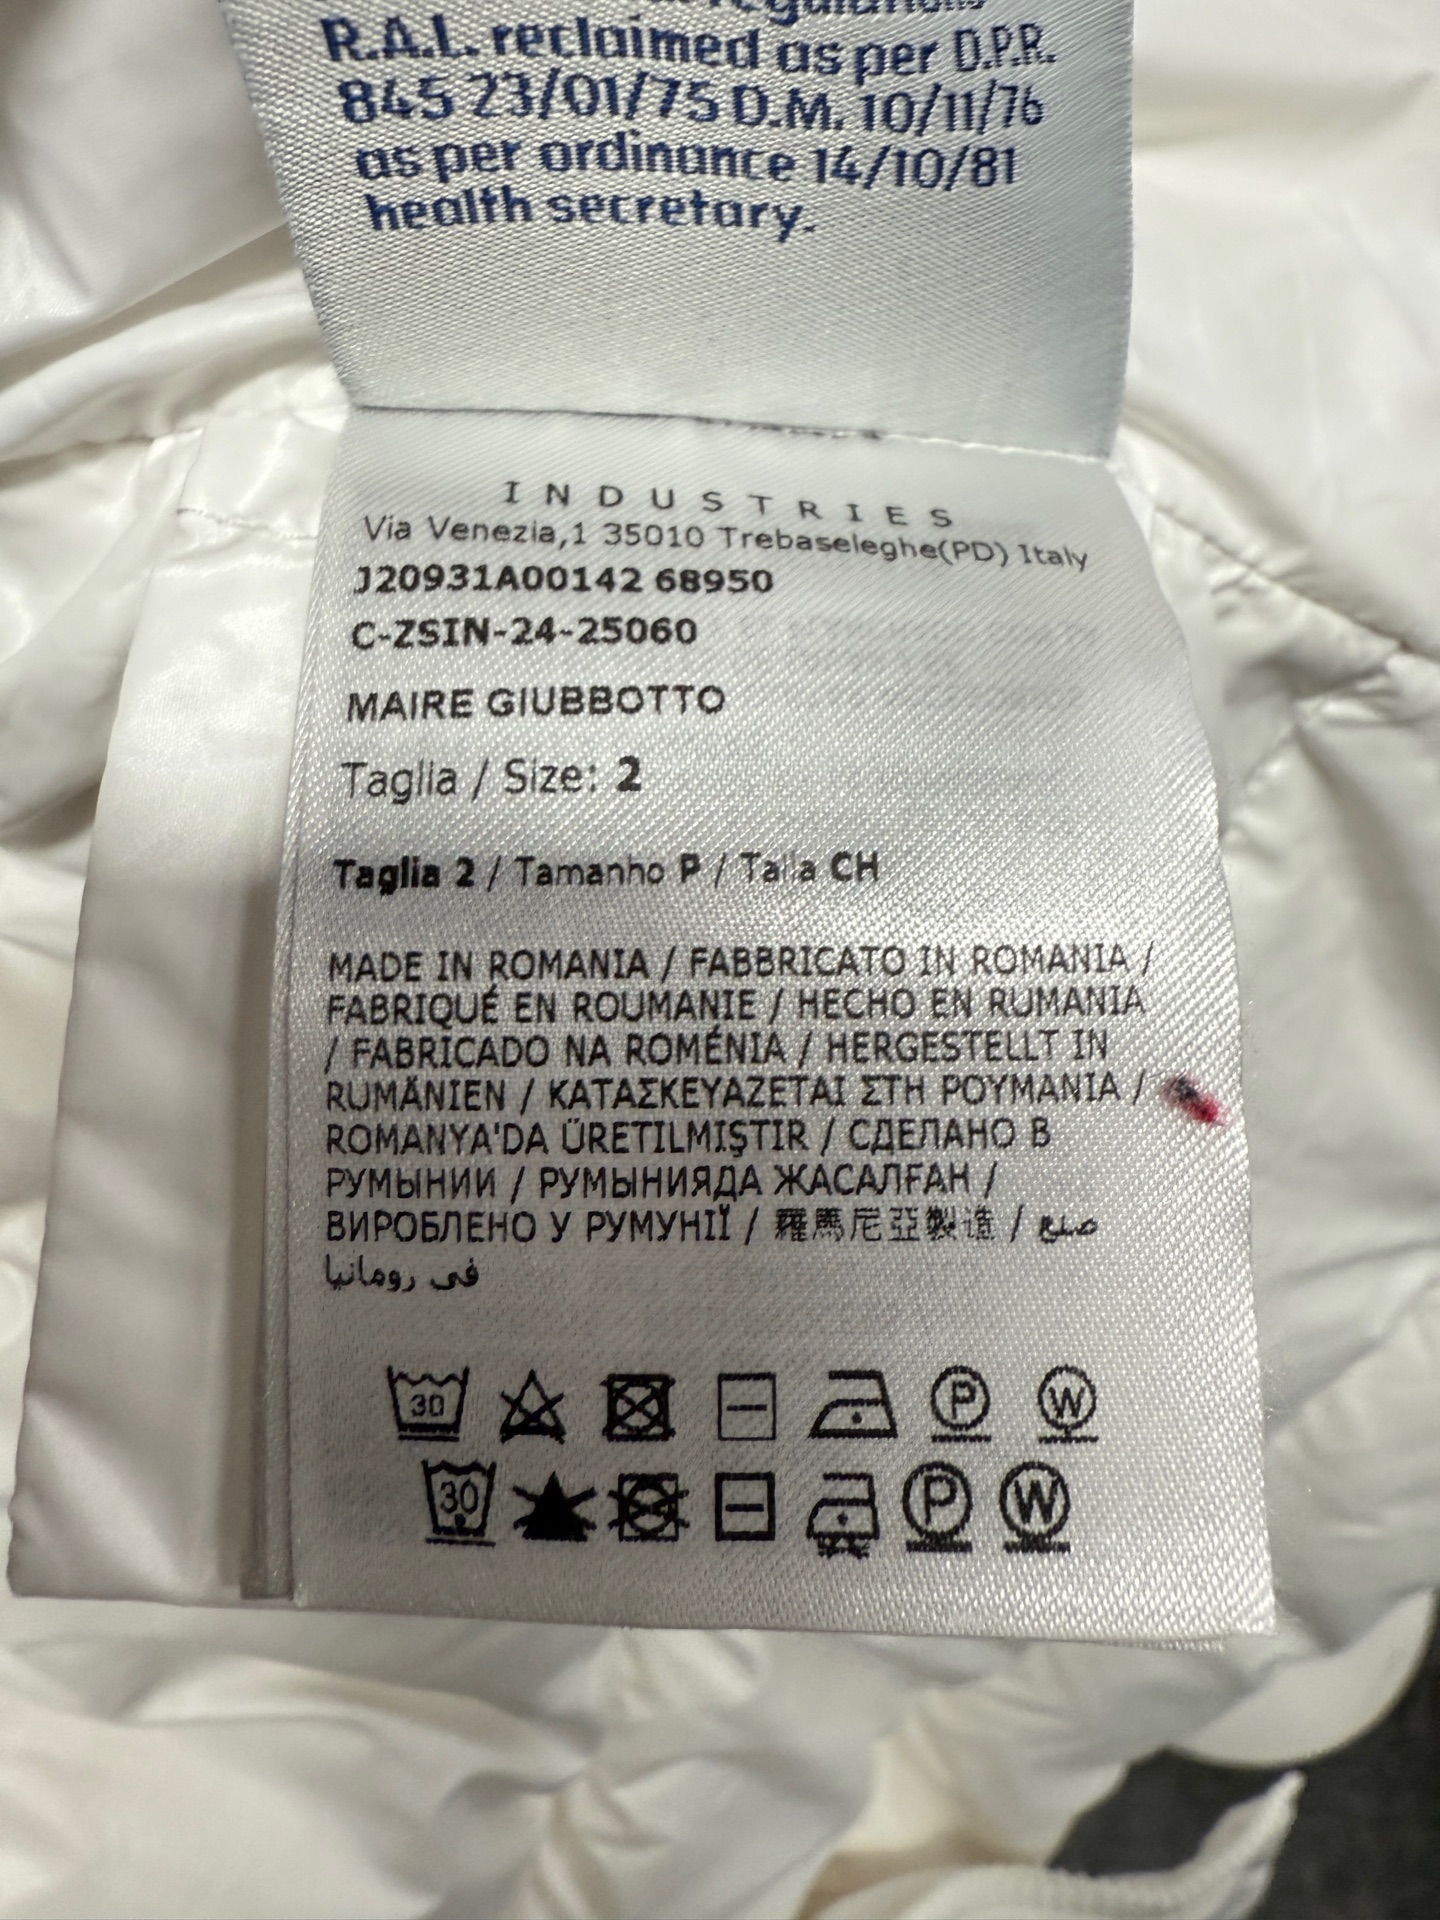 R.A.L. reclaimed as per D.P.R.
845 23/01/75 D.M. 10/11/76
as per ordinance 14/10/81
health secretary.
INDUSTRIES
Via Venezia,1 35010 Trebaseleghe(PD) Italy
J20931A00142 68950
C-ZSIN-24-25060
MAIRE GIUBBOTTO
Taglia / Size: 2
Taglia 2 / Tamanho P / Talla CH
MADE IN ROMANIA / FABBRICATO IN ROMANIA /
FABRIQUÉ EN ROUMANIE / HECHO EN RUMANIA
/ FABRICADO NA ROMÉNIA / HERGESTELLT IN
RUMÄNIEN / ΚΑΤΑΣΚΕΥΑΖΕΤΑΙ ΣΤΗ ΡΟΥΜΑΝΙΑ /
ROMANYA'DA ÜRETILMIŞTIR / СДЕЛАНО В
РУМЫНИИ / РУМЫНИЯДА ЖАСАЛҒАН /
ВИРОБЛЕНО У РУМУНІЇ / 羅馬尼亞製造 / صنع
في رومانيا
30 P W
30 P W